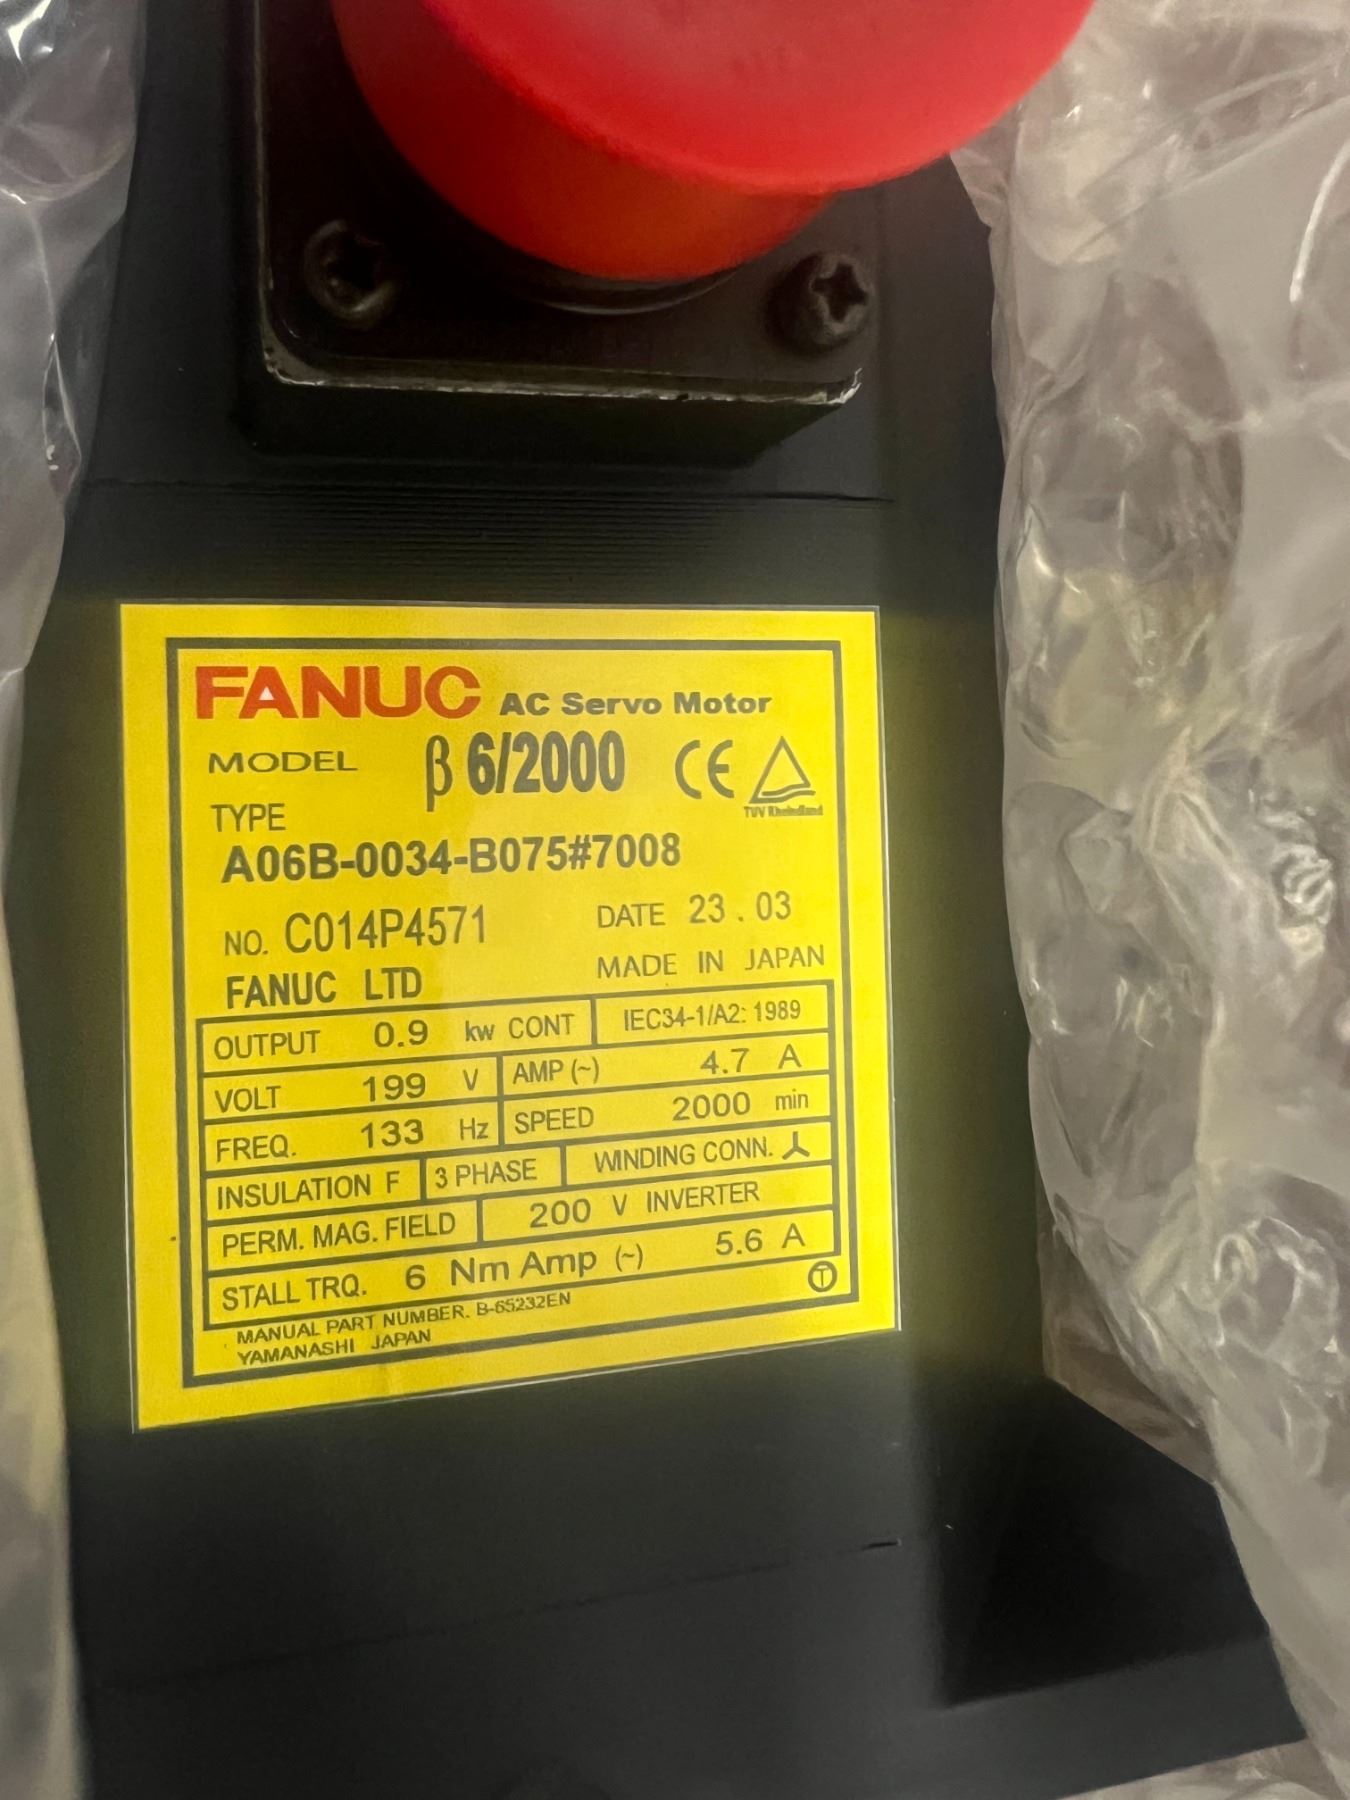 FANUC AC Servo Motor
MODEL β 6/2000 CE
TUV Rheinland
TYPE
A06B-0034-B075#7008
NO. C014P4571 DATE 23 . 03
FANUC LTD MADE IN JAPAN
OUTPUT 0.9 kw CONT IEC34-1/A2: 1989
VOLT 199 V AMP (~) 4.7 A
FREQ. 133 Hz SPEED 2000 min
INSULATION F 3 PHASE WINDING CONN.
PERM. MAG. FIELD 200 V INVERTER
STALL TRQ. 6 Nm Amp (~) 5.6 A
MANUAL PART NUMBER. B-65232EN T
YAMANASHI JAPAN